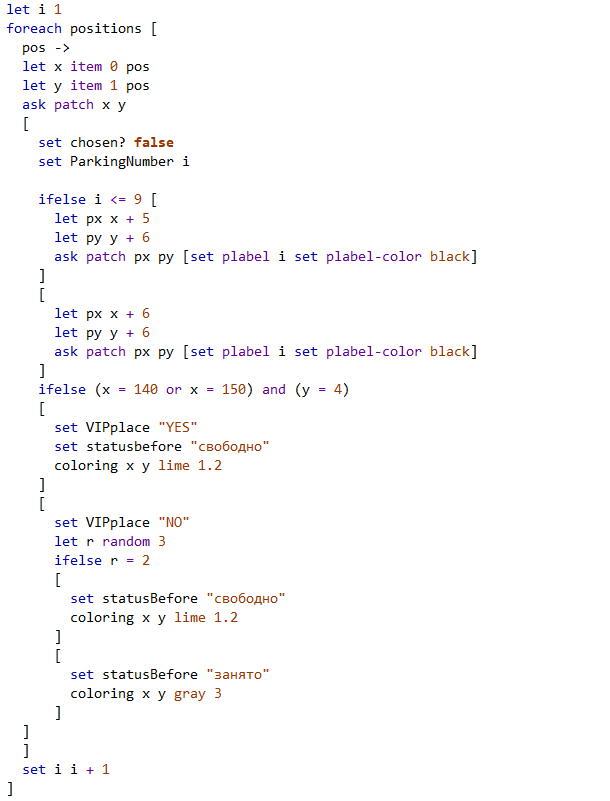 let i 1
foreach positions [
  pos ->
  let x item 0 pos
  let y item 1 pos
  ask patch x y
  [
    set chosen? false
    set ParkingNumber i

    ifelse i <= 9 [
      let px x + 5
      let py y + 6
      ask patch px py [set plabel i set plabel-color black]
    ]
    [
      let px x + 6
      let py y + 6
      ask patch px py [set plabel i set plabel-color black]
    ]
    ifelse (x = 140 or x = 150) and (y = 4)
    [
      set VIPplace "YES"
      set statusbefore "свободно"
      coloring x y lime 1.2
    ]
    [
      set VIPplace "NO"
      let r random 3
      ifelse r = 2
      [
        set statusBefore "свободно"
        coloring x y lime 1.2
      ]
      [
        set statusBefore "занято"
        coloring x y gray 3
      ]
  ]
  ]
  set i i + 1
]